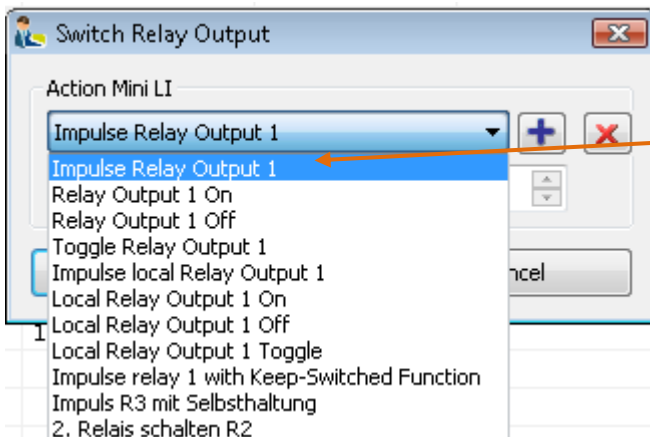 Switch Relay Output
Action Mini LI
Impulse Relay Output 1
Impulse Relay Output 1
Relay Output 1 On
Relay Output 1 Off
Toggle Relay Output 1
Impulse local Relay Output 1
ncel
Local Relay Output 1 On
Local Relay Output 1 Off
1
Local Relay Output 1 Toggle
Impulse relay 1 with Keep-Switched Function
Impuls R3 mit Selbsthaltung
2. Relais schalten R2